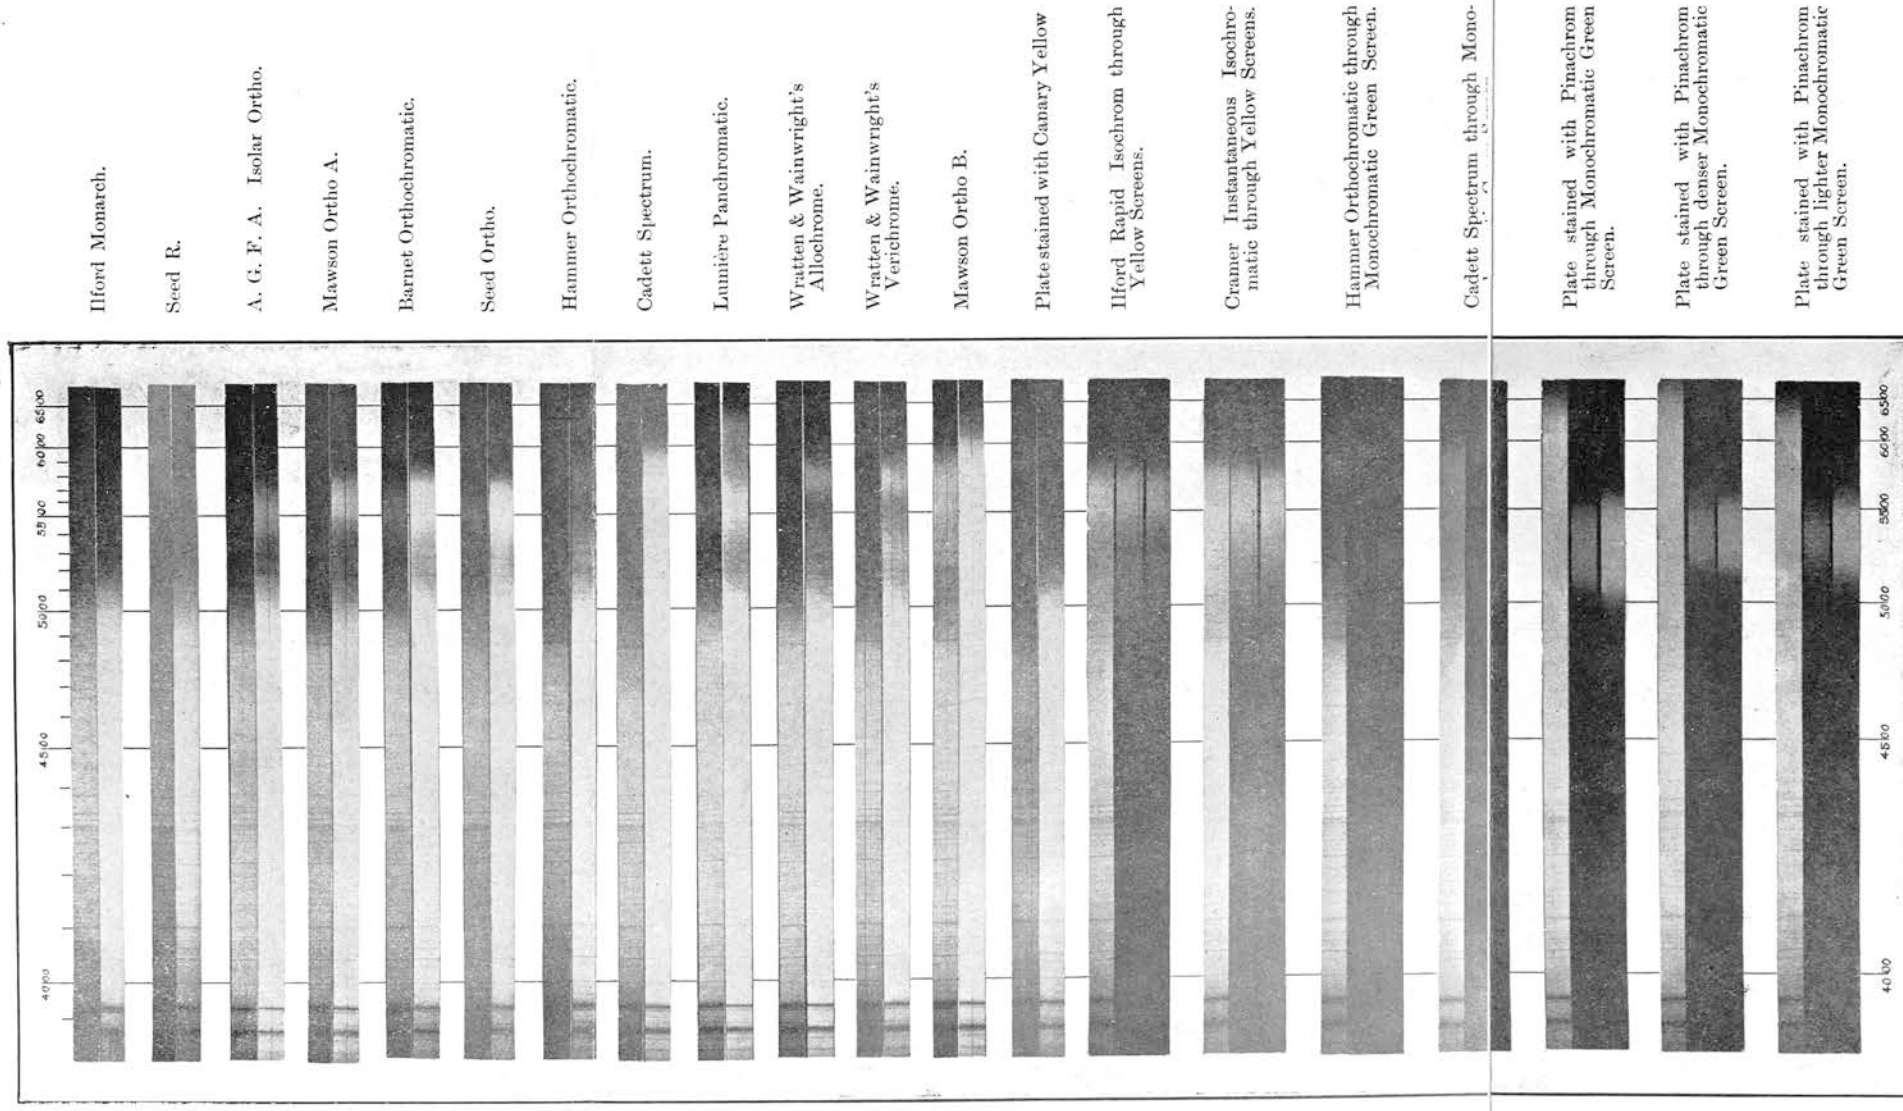 Ilford Monarch.
Seed R.
A. G. F. A. Isolar Ortho.
Mawson Ortho A.
Barnet Orthochromatic.
Seed Ortho.
Hammer Orthochromatic.
Cadett Spectrum.
Lumière Panchromatic.
Wratten & Wainwright's
Allochrome.
Wratten & Wainwright's
Verichrome.
Mawson Ortho B.
Plate stained with Canary Yellow
Ilford Rapid Isochrom through
Yellow Screens.
Cramer Instantaneous Isochro-
matic through Yellow Screens.
Hammer Orthochromatic through
Monochromatic Green Screen.
Cadett Spectrum through Mono-
Plate stained with Pinachrom
through Monochromatic Green
Screen.
Plate stained with Pinachrom
through denser Monochromatic
Green Screen.
Plate stained with Pinachrom
through lighter Monochromatic
Green Screen.
6500
6000
5500
5000
4500
4000
6500
6000
5500
5000
4500
4000